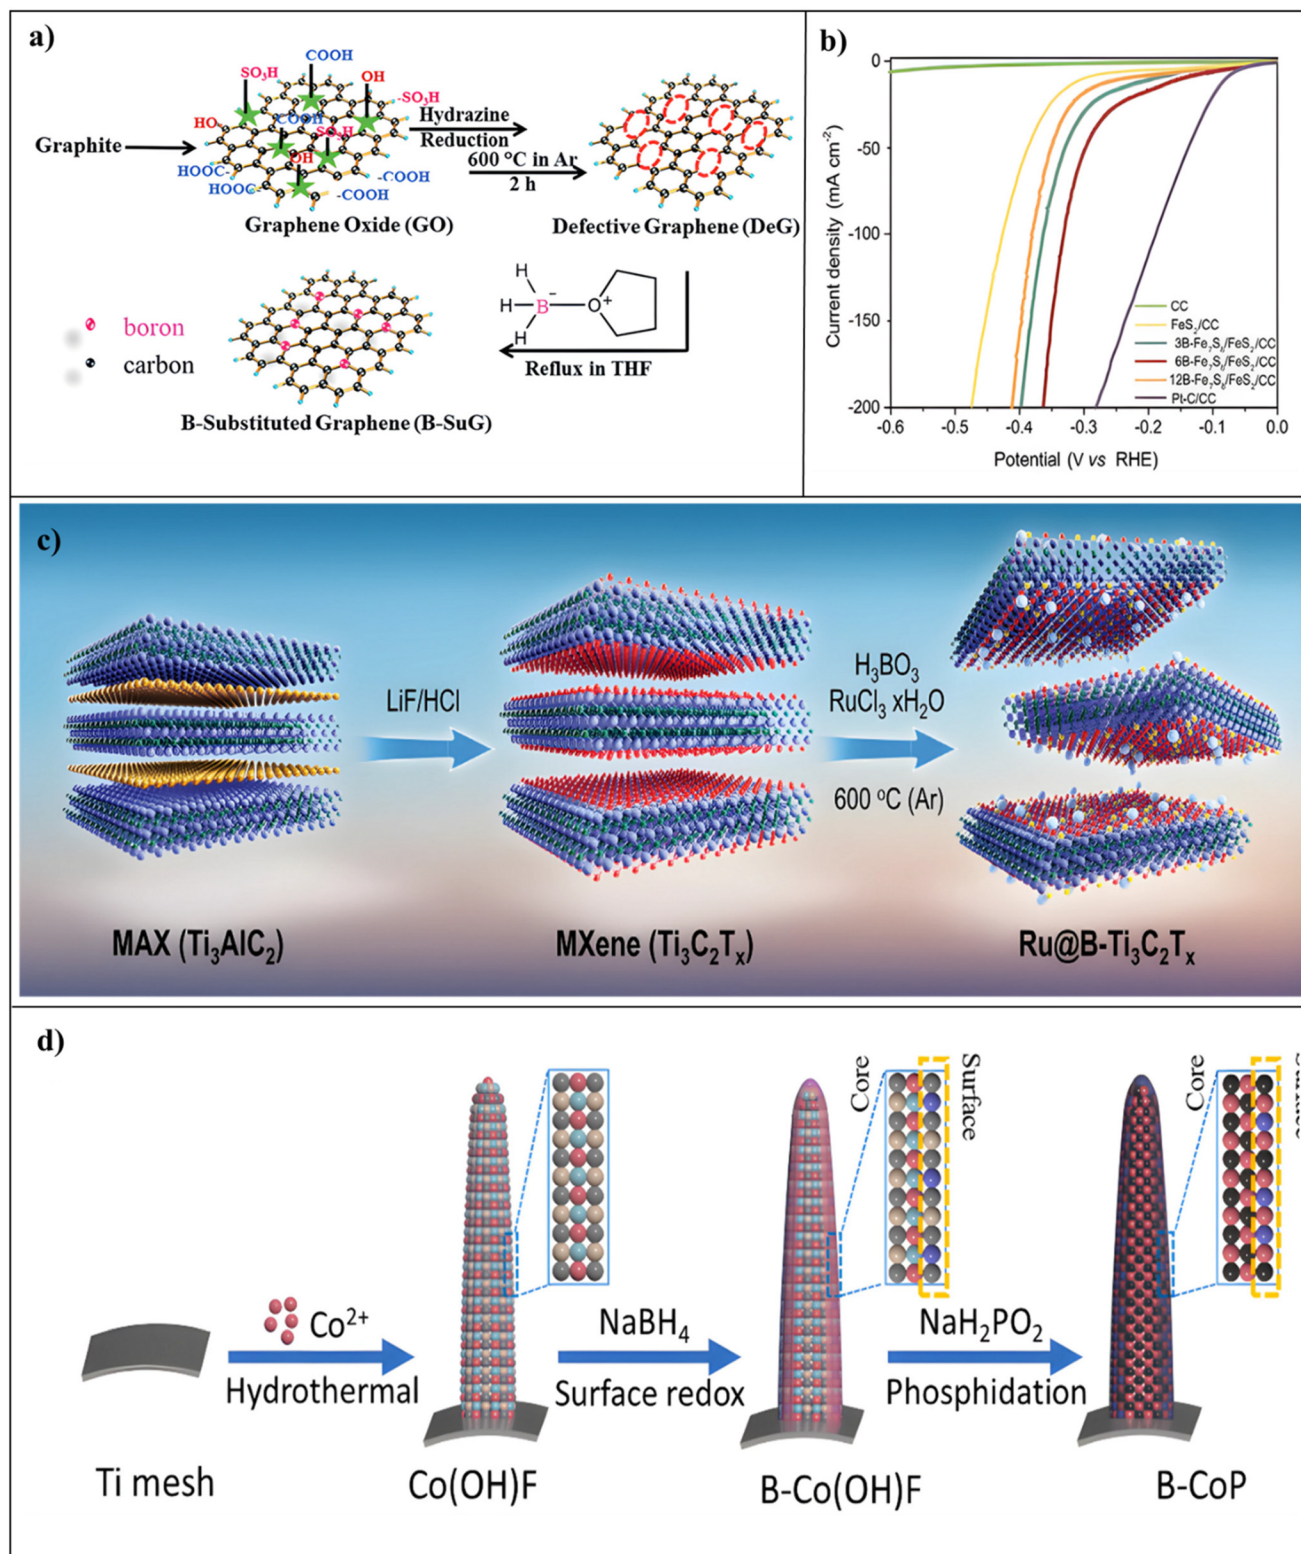 a)
COOH
SO₃H
OH
-SO₃H
COOH
HO
SO₃H
Hydrazine
Reduction
Graphite
OH
600 °C in Ar
2 h
HOOC-
-COOH
HOOC-
-COOH
Graphene Oxide (GO)
Defective Graphene (DeG)
H
H
B
−
O
+
H
boron
carbon
Reflux in THF
B-Substituted Graphene (B-SuG)
b)
0
-50
-100
-150
-200
Current density (mA cm⁻²)
CC
FeS₂/CC
3B-Fe₇S₈/FeS₂/CC
6B-Fe₇S₈/FeS₂/CC
12B-Fe₇S₈/FeS₂/CC
Pt-C/CC
-0.6 -0.5 -0.4 -0.3 -0.2 -0.1 0.0
Potential (V vs RHE)
c)
LiF/HCl
H₃BO₃
RuCl₃ xH₂O
600 °C (Ar)
MAX (Ti₃AlC₂)
MXene (Ti₃C₂Tₓ)
Ru@B-Ti₃C₂Tₓ
d)
Core
Surface
Core
Co²⁺
Hydrothermal
NaBH₄
Surface redox
NaH₂PO₂
Phosphidation
Ti mesh
Co(OH)F
B-Co(OH)F
B-CoP